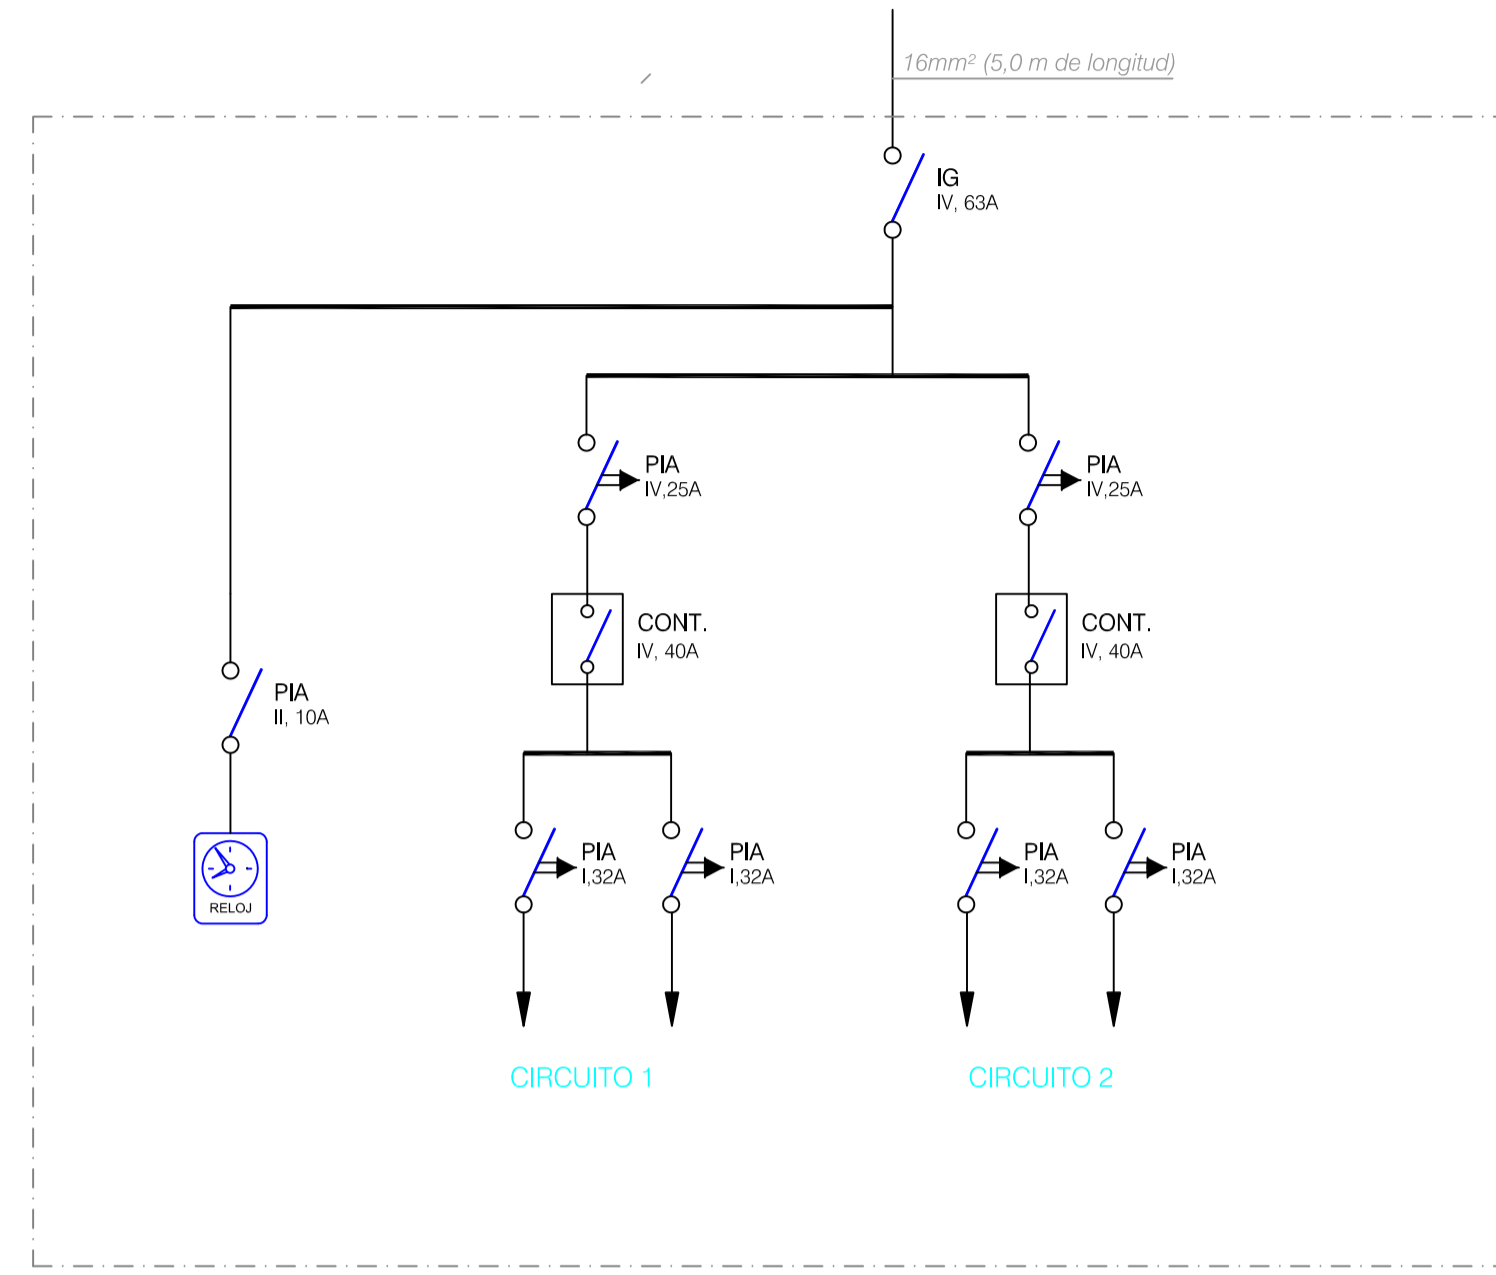 16mm² (5,0 m de longitud)
IG
IV, 63A
PIA
IV,25A
PIA
IV,25A
CONT.
IV, 40A
CONT.
IV, 40A
PIA
II, 10A
PIA
I,32A
PIA
I,32A
PIA
I,32A
PIA
I,32A
RELOJ
CIRCUITO 1
CIRCUITO 2